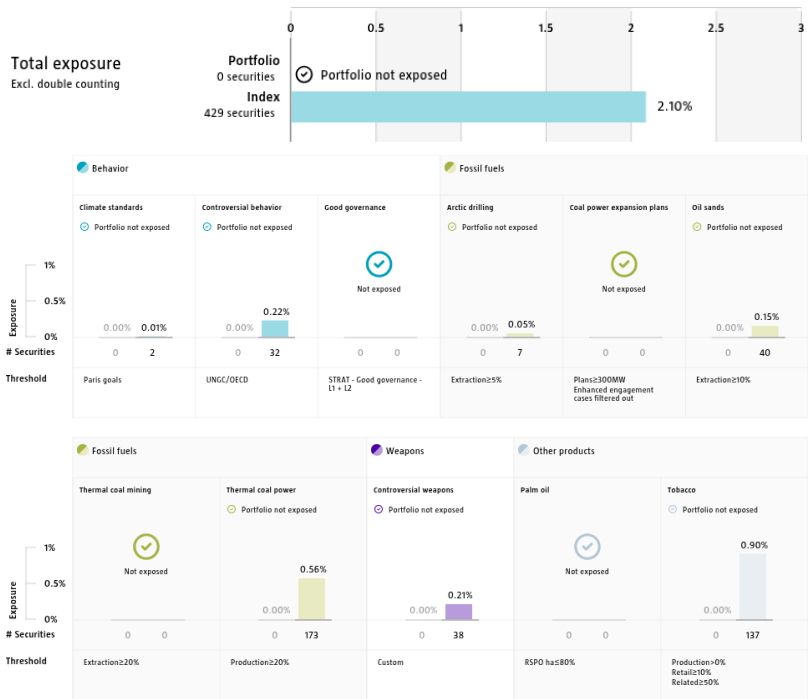 0 0.5 1 1.5 2 2.5 3
Total exposure
Excl. double counting
Portfolio
0 securities
Portfolio not exposed
Index
429 securities
2.10%
Behavior
Fossil fuels
Climate standards
Controversial behavior
Good governance
Arctic drilling
Coal power expansion plans
Oil sands
Portfolio not exposed
Portfolio not exposed
Portfolio not exposed
Portfolio not exposed
Not exposed
Not exposed
Exposure
1%
0.5%
0%
0.00% 0.01%
0.00% 0.22%
0.00% 0.05%
0.00% 0.15%
# Securities
0 2
0 32
0 0
0 7
0 0
0 40
Threshold
Paris goals
UNGC/OECD
STRAT - Good governance -
L1 + L2
Extraction≥5%
Plans≥300MW
Enhanced engagement
cases filtered out
Extraction≥10%
Fossil fuels
Weapons
Other products
Thermal coal mining
Thermal coal power
Controversial weapons
Palm oil
Tobacco
Portfolio not exposed
Portfolio not exposed
Portfolio not exposed
Not exposed
Not exposed
Exposure
1%
0.5%
0%
0.00% 0.56%
0.00% 0.21%
0.00% 0.90%
# Securities
0 0
0 173
0 38
0 0
0 137
Threshold
Extraction≥20%
Production≥20%
Custom
RSPO ha≤80%
Production>0%
Retail≥10%
Related≥50%